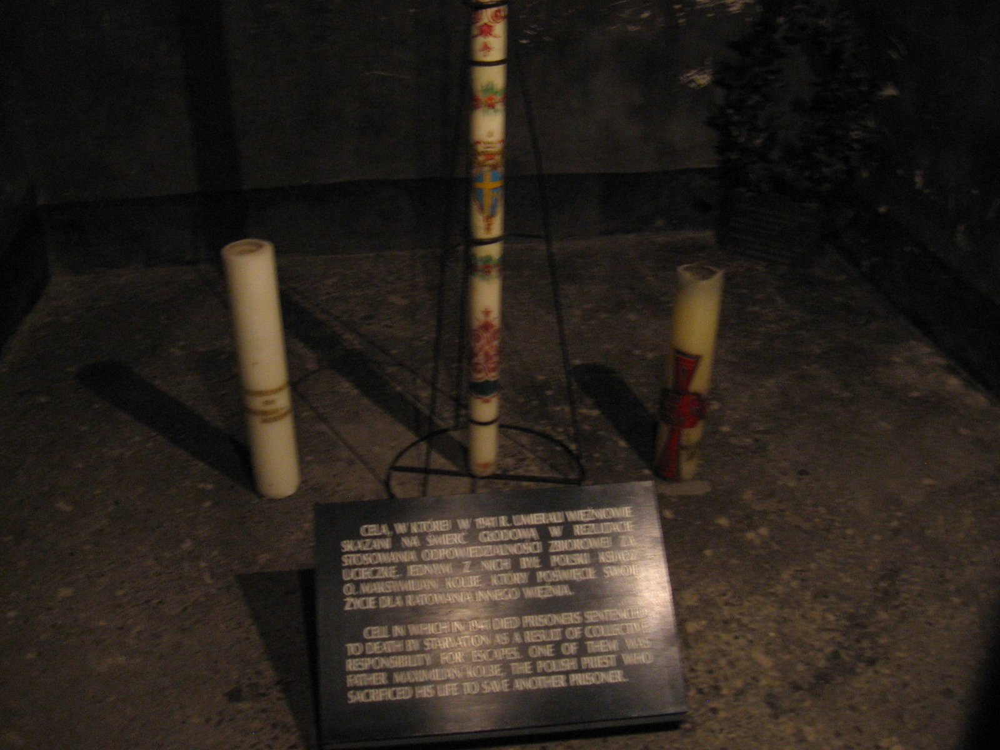 CELA, W KTÓREJ W 1941 R. UMIERALI WIĘŹNIOWIE
SKAZANI NA ŚMIERĆ GŁODOWĄ W REZULTACIE
STOSOWANIA ODPOWIEDZIALNOŚCI ZBIOROWEJ ZA
UCIECZKĘ. JEDNYM Z NICH BYŁ POLSKI KSIĄDZ
O. MAKSYMILIAN KOLBE, KTÓRY POŚWIĘCIŁ SWOJE
ŻYCIE DLA RATOWANIA INNEGO WIĘŹNIA.
CELL IN WHICH IN 1941 DIED PRISONERS SENTENCED
TO DEATH BY STARVATION AS A RESULT OF COLLECTIVE
RESPONSIBILITY FOR ESCAPES. ONE OF THEM WAS
FATHER MAXIMILIAN KOLBE, THE POLISH PRIEST WHO
SACRIFICED HIS LIFE TO SAVE ANOTHER PRISONER.